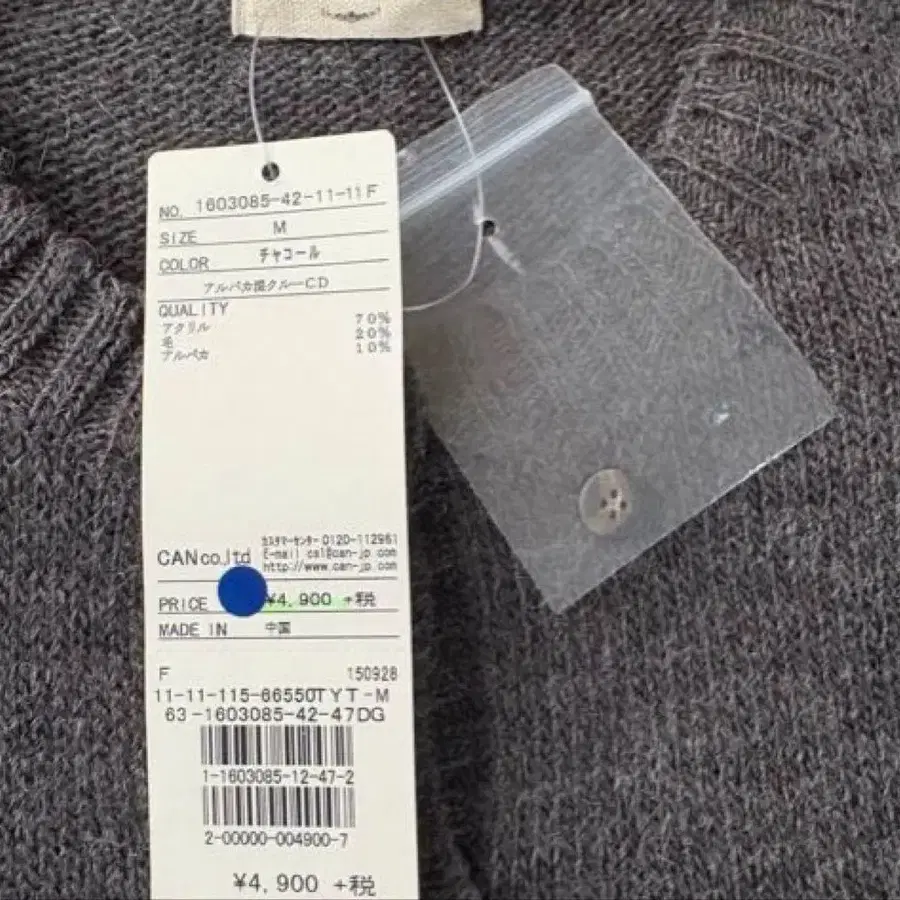 NO. 1603085-42-11-11F
SIZE M
COLOR チャコール
アルパカ混クルーCD
QUALITY
アクリル 70%
毛 20%
アルパカ 10%
CAN co.,ltd
カスタマーセンター 0120-112961
E-mail cs1@can-jp.com
http://www.can-jp.com
PRICE ¥4,900 +税
MADE IN 中国
F 150928
11-11-115-66550TYT-M
63-1603085-42-47DG
1-1603085-12-47-2
2-00000-004900-7
¥4,900 +税